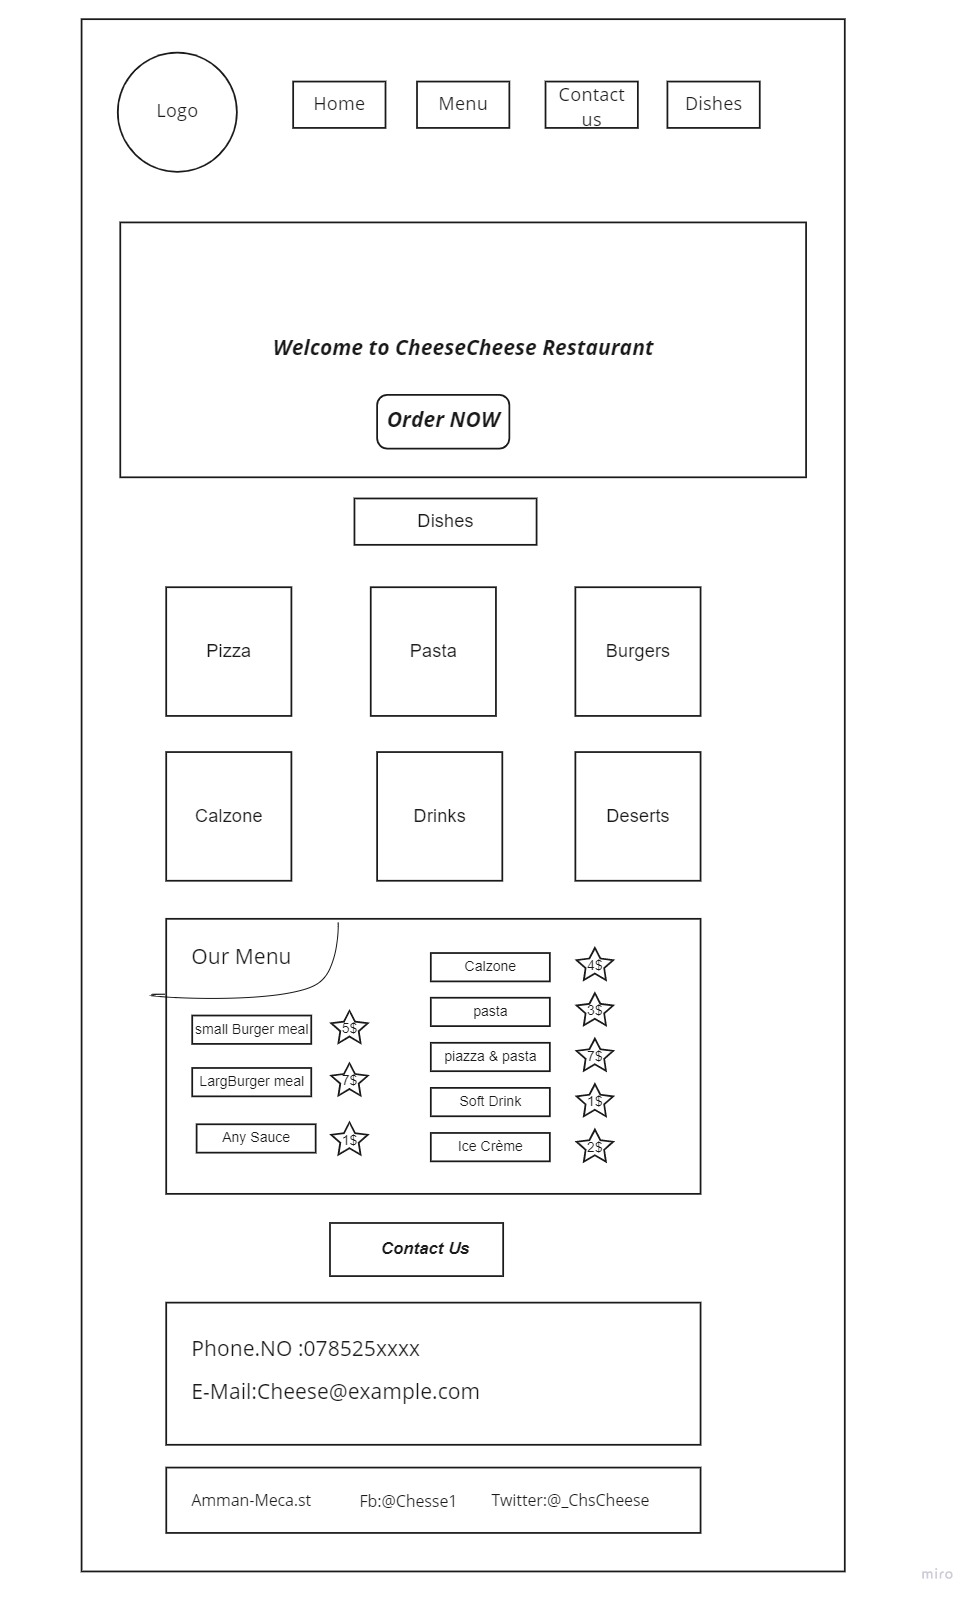 Logo
Home
Menu
Contact
us
Dishes
Welcome to CheeseCheese Restaurant
Order NOW
Dishes
Pizza
Pasta
Burgers
Calzone
Drinks
Deserts
Our Menu
small Burger meal
5$
LargBurger meal
7$
Any Sauce
1$
Calzone
4$
pasta
3$
piazza & pasta
7$
Soft Drink
1$
Ice Crème
2$
Contact Us
Phone.NO :078525xxxx
E-Mail:Cheese@example.com
Amman-Meca.st
Fb:@Chesse1
Twitter:@_ChsCheese
miro